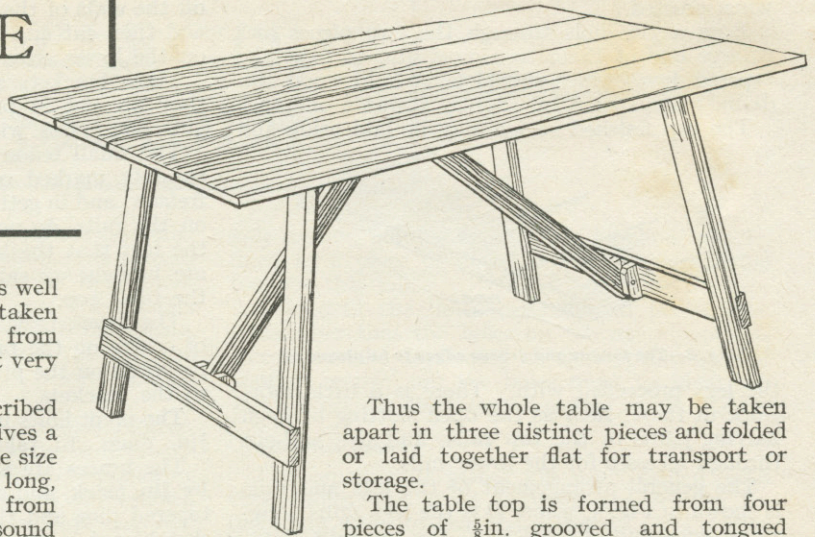 E
s well
taken
from
t very
cribed
ives a
e size
long,
from
sound
Thus the whole table may be taken
apart in three distinct pieces and folded
or laid together flat for transport or
storage.
The table top is formed from four
pieces of ⅝in. grooved and tongued